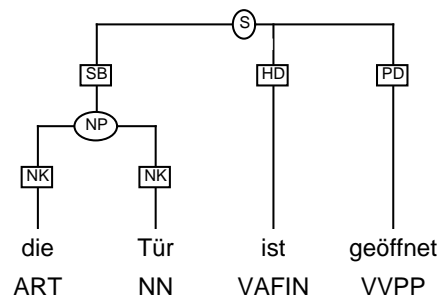 S
SB HD PD
NP
NK NK
die Tür ist geöffnet
ART NN VAFIN VVPP